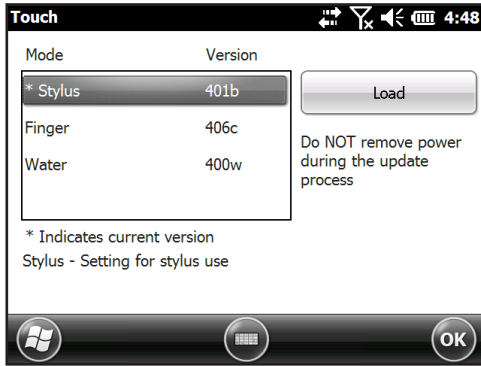 Touch 4:48
Mode Version
* Stylus 401b
Load
Finger 406c
Do NOT remove power
during the update
process
Water 400w
* Indicates current version
Stylus - Setting for stylus use
OK